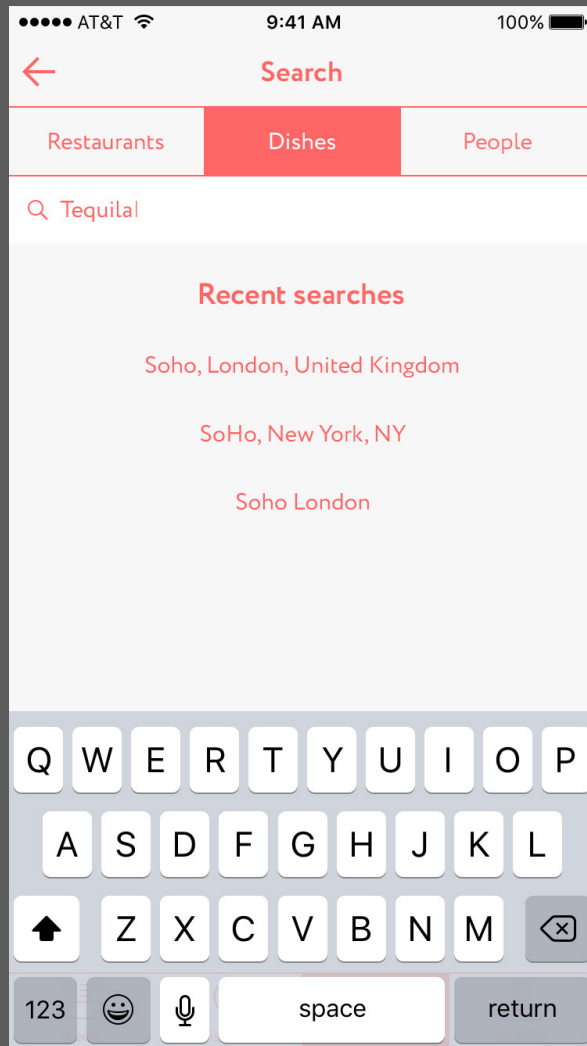 AT&T 9:41 AM 100%
Search
Restaurants Dishes People
Tequila
Recent searches
Soho, London, United Kingdom
SoHo, New York, NY
Soho London
Q W E R T Y U I O P
A S D F G H J K L
Z X C V B N M
123 space return